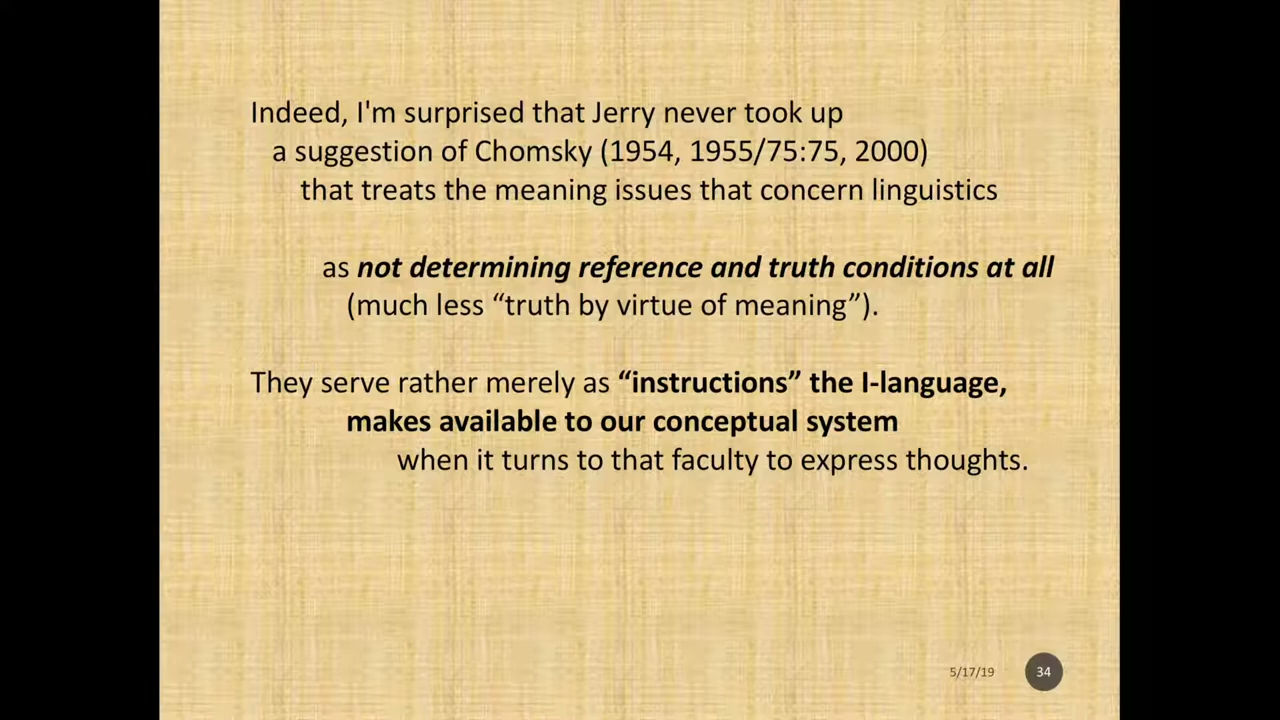 Indeed, I'm surprised that Jerry never took up
a suggestion of Chomsky (1954, 1955/75:75, 2000)
that treats the meaning issues that concern linguistics
as not determining reference and truth conditions at all
(much less “truth by virtue of meaning”).
They serve rather merely as “instructions” the I-language,
makes available to our conceptual system
when it turns to that faculty to express thoughts.
5/17/19
34